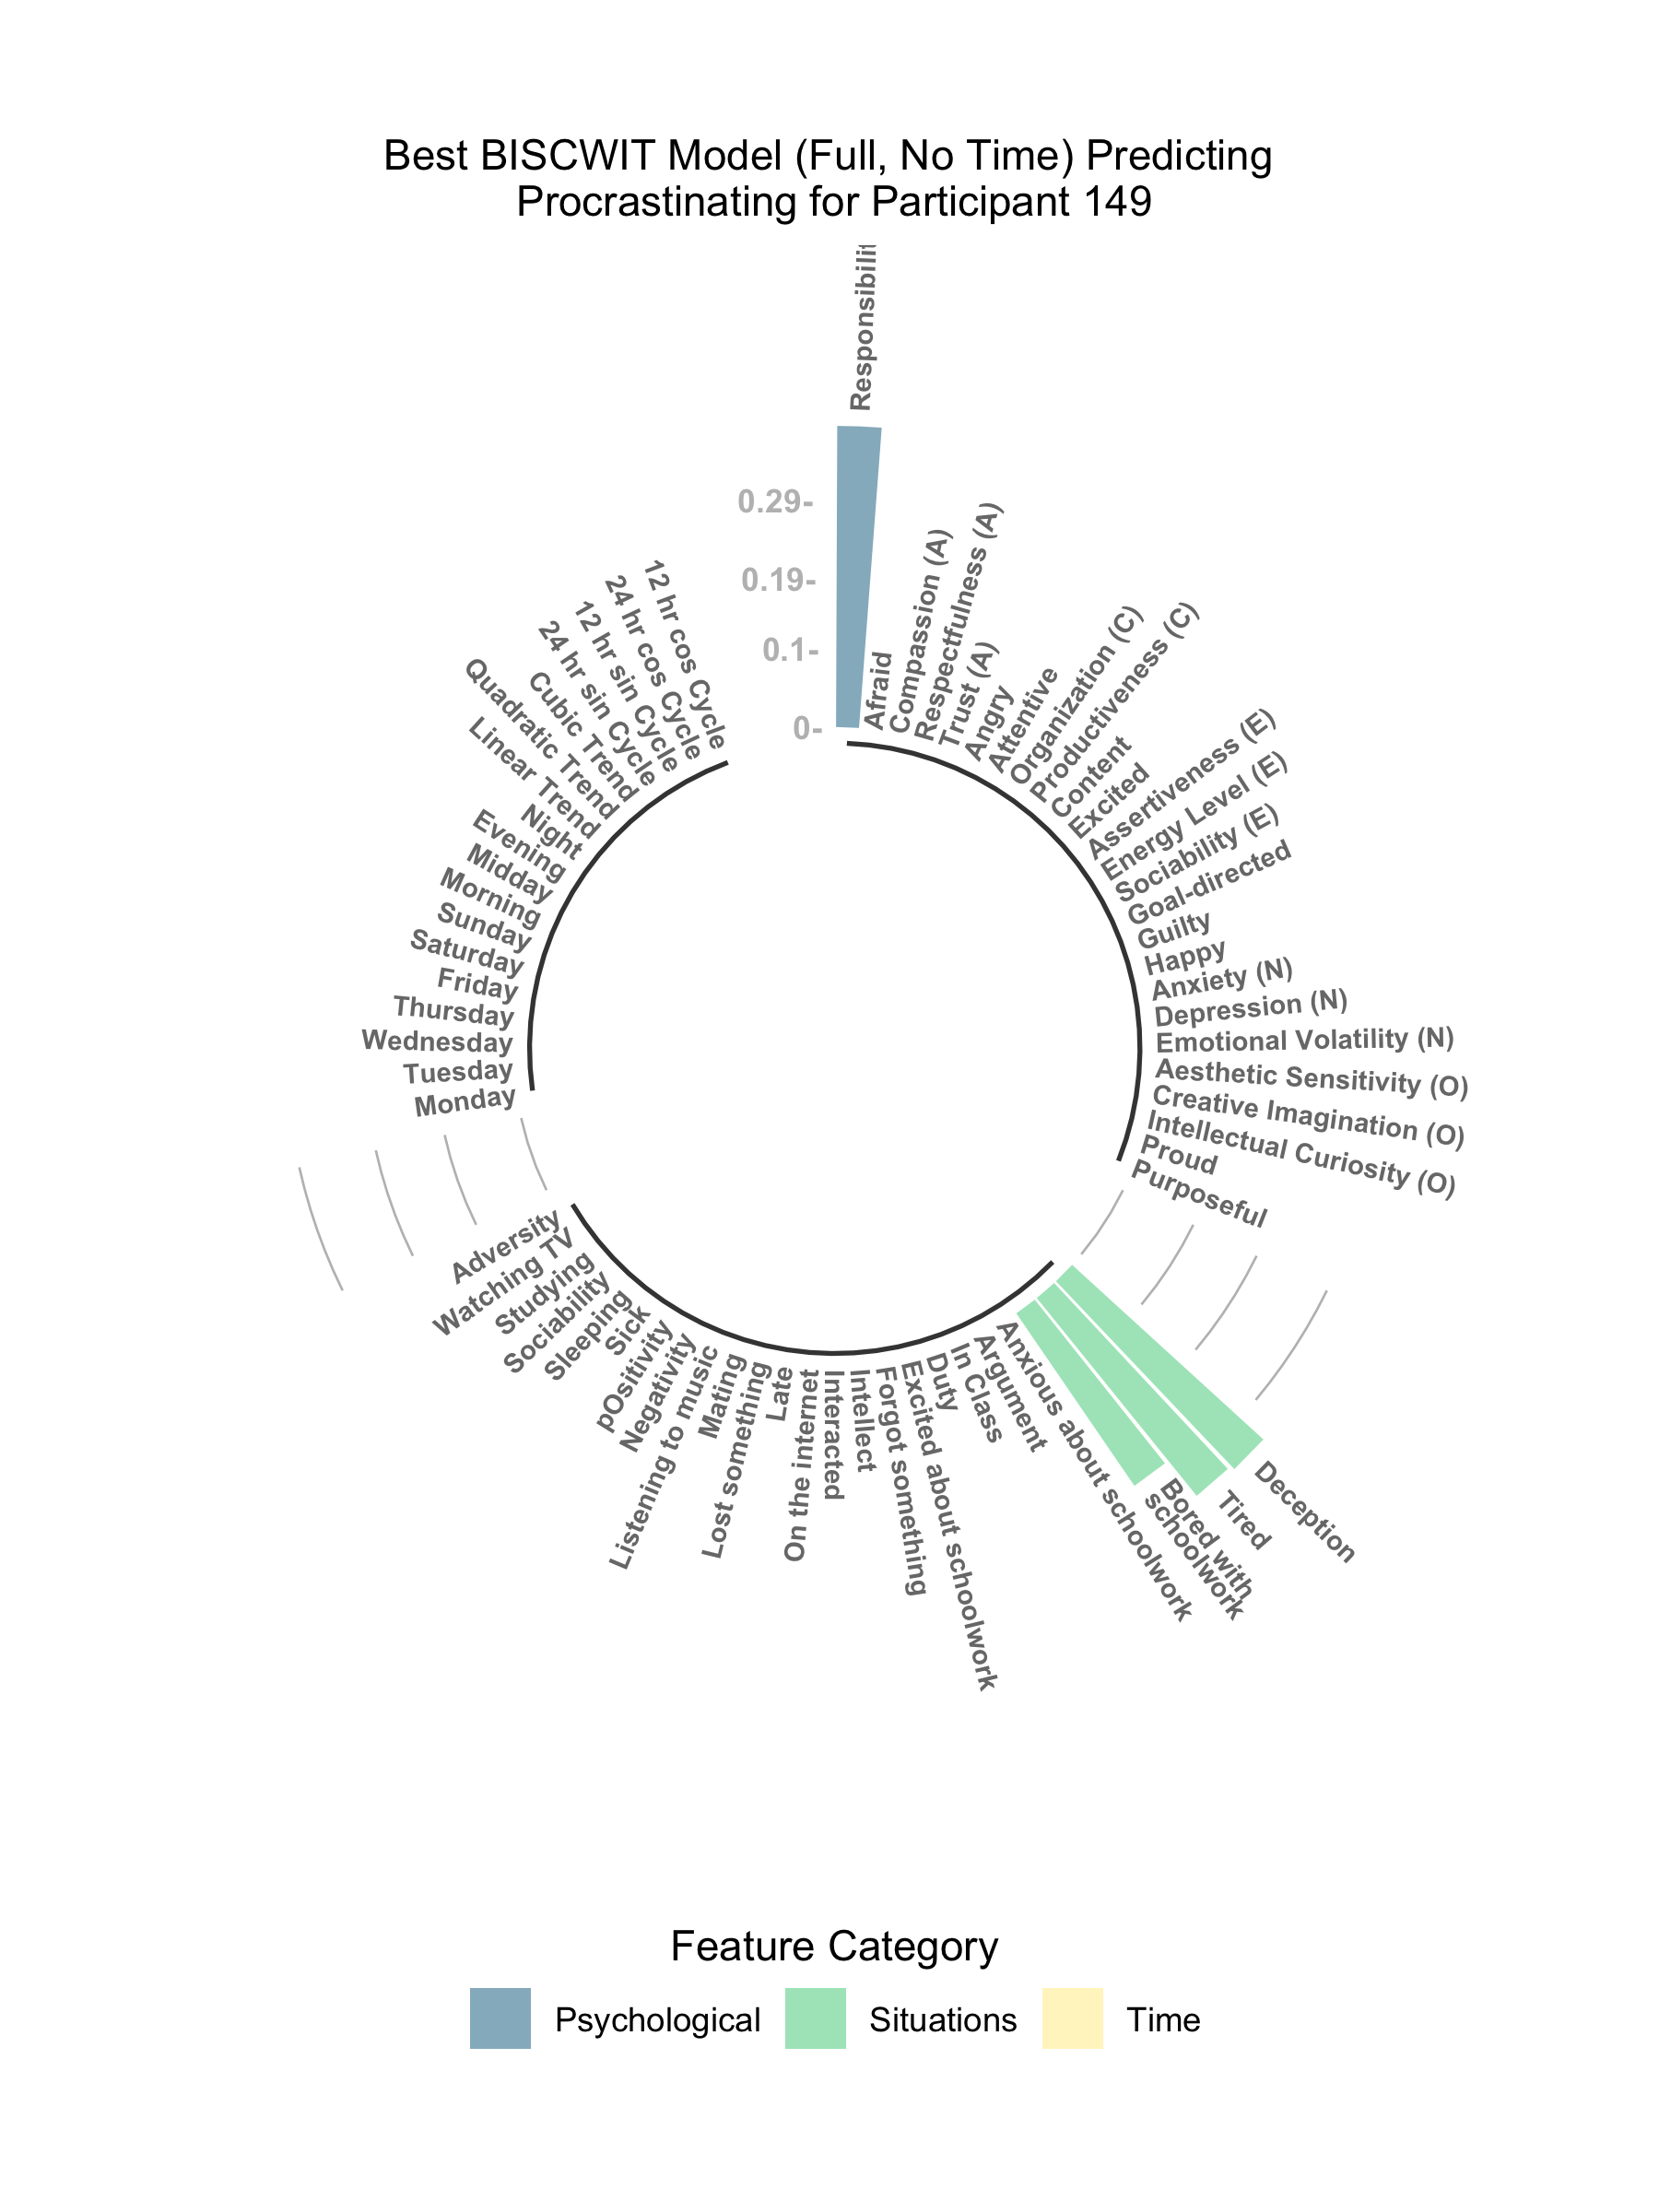 Best BISCWIT Model (Full, No Time) Predicting
Procrastinating for Participant 149
Responsibilit
0.29-
0.19-
0.1-
0-
Afraid
Compassion (A)
Respectfulness (A)
Trust (A)
Angry
Attentive
Organization (C)
Productiveness (C)
Content
Excited
Assertiveness (E)
Energy Level (E)
Sociability (E)
Goal-directed
Guilty
Happy
Anxiety (N)
Depression (N)
Emotional Volatility (N)
Aesthetic Sensitivity (O)
Creative Imagination (O)
Intellectual Curiosity (O)
Proud
Purposeful
Deception
Tired
Bored with
schoolwork
Anxious about schoolwork
Argument
In Class
Duty
Excited about schoolwork
Forgot something
Intellect
Interacted
On the internet
Late
Lost something
Mating
Listening to music
Negativity
pOsitivity
Sick
Sleeping
Sociability
Studying
Watching TV
Adversity
Monday
Tuesday
Wednesday
Thursday
Friday
Saturday
Sunday
Morning
Midday
Evening
Night
Linear Trend
Quadratic Trend
Cubic Trend
24 hr sin Cycle
12 hr sin Cycle
24 hr cos Cycle
12 hr cos Cycle
Feature Category
Psychological
Situations
Time